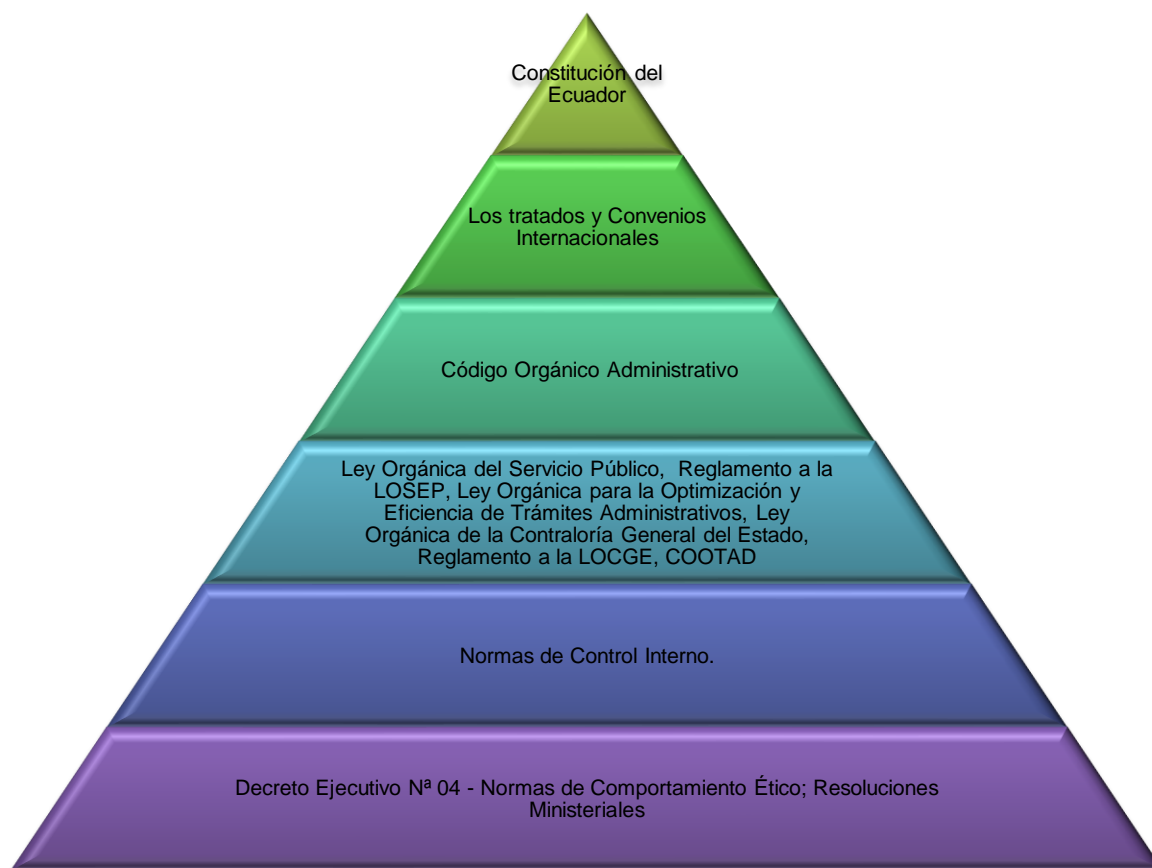 Constitución del
Ecuador
Los tratados y Convenios
Internacionales
Código Orgánico Administrativo
Ley Orgánica del Servicio Público, Reglamento a la
LOSEP, Ley Orgánica para la Optimización y
Eficiencia de Trámites Administrativos, Ley
Orgánica de la Contraloría General del Estado,
Reglamento a la LOCGE, COOTAD
Normas de Control Interno.
Decreto Ejecutivo Nª 04 - Normas de Comportamiento Ético; Resoluciones
Ministeriales